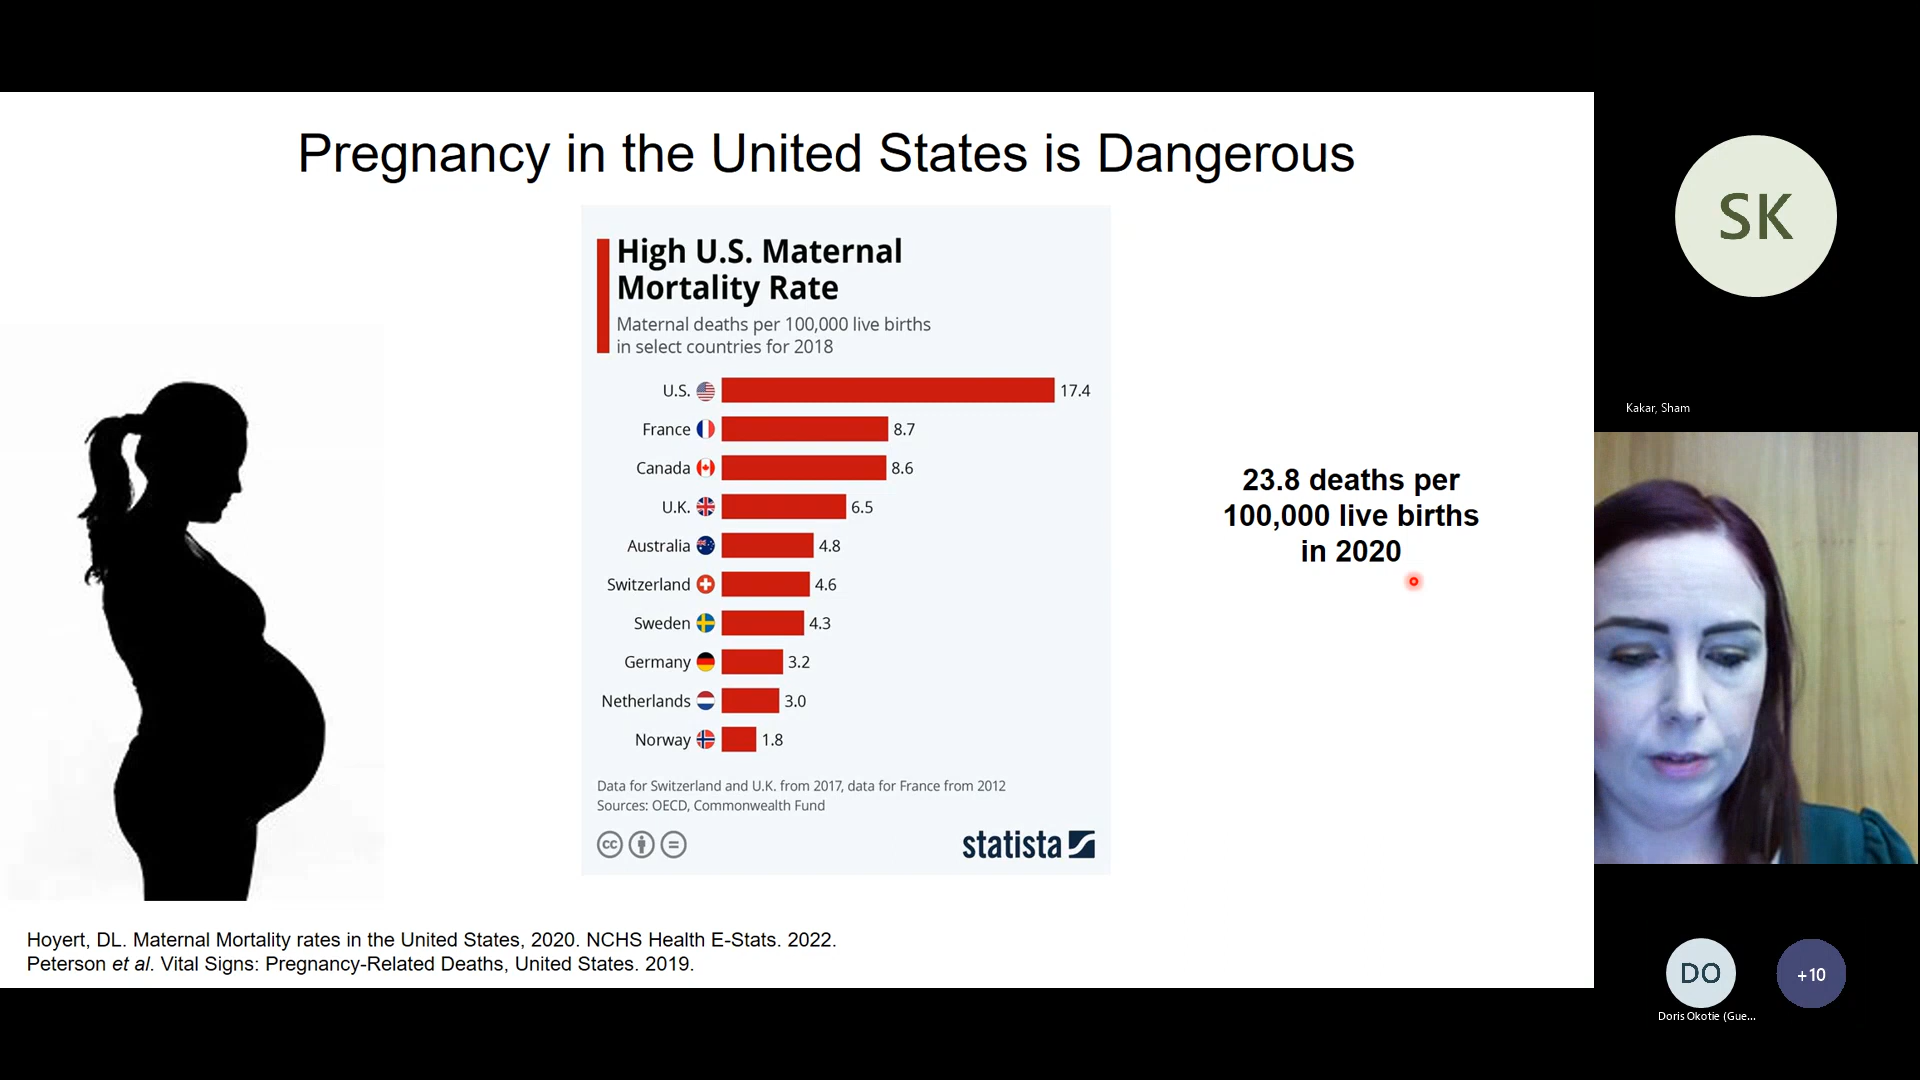 Pregnancy in the United States is Dangerous
High U.S. Maternal
Mortality Rate
Maternal deaths per 100,000 live births
in select countries for 2018
U.S. 17.4
France 8.7
Canada 8.6
U.K. 6.5
Australia 4.8
Switzerland 4.6
Sweden 4.3
Germany 3.2
Netherlands 3.0
Norway 1.8
Data for Switzerland and U.K. from 2017, data for France from 2012
Sources: OECD, Commonwealth Fund
cc
statista
23.8 deaths per
100,000 live births
in 2020
Hoyert, DL. Maternal Mortality rates in the United States, 2020. NCHS Health E-Stats. 2022.
Peterson et al. Vital Signs: Pregnancy-Related Deaths, United States. 2019.
SK
Kakar, Sham
DO
+10
Doris Okotie (Gue...